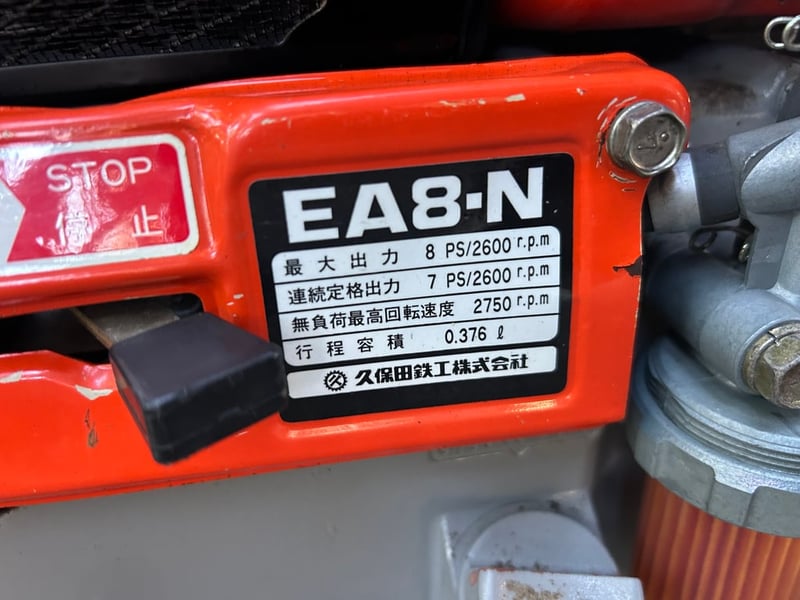 STOP
停止
EA8-N
最大出力 8 PS/2600 r.p.m
連続定格出力 7 PS/2600 r.p.m
無負荷最高回転速度 2750 r.p.m
行程容積 0.376 ℓ
久保田鉄工株式会社